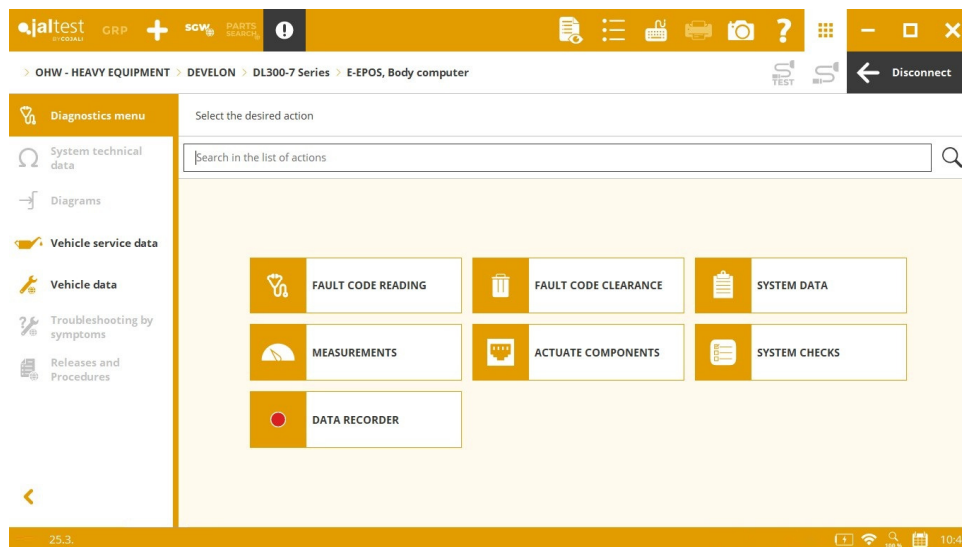 jaltest
BY COJALI
GRP
SGW
PARTS
SEARCH
?
> OHW - HEAVY EQUIPMENT > DEVELON > DL300-7 Series > E-EPOS, Body computer
TEST
Disconnect
Diagnostics menu
Select the desired action
System technical
data
Search in the list of actions
Diagrams
Vehicle service data
Vehicle data
Troubleshooting by
symptoms
Releases and
Procedures
FAULT CODE READING
FAULT CODE CLEARANCE
SYSTEM DATA
MEASUREMENTS
ACTUATE COMPONENTS
SYSTEM CHECKS
DATA RECORDER
25.3.
100 %
10:4